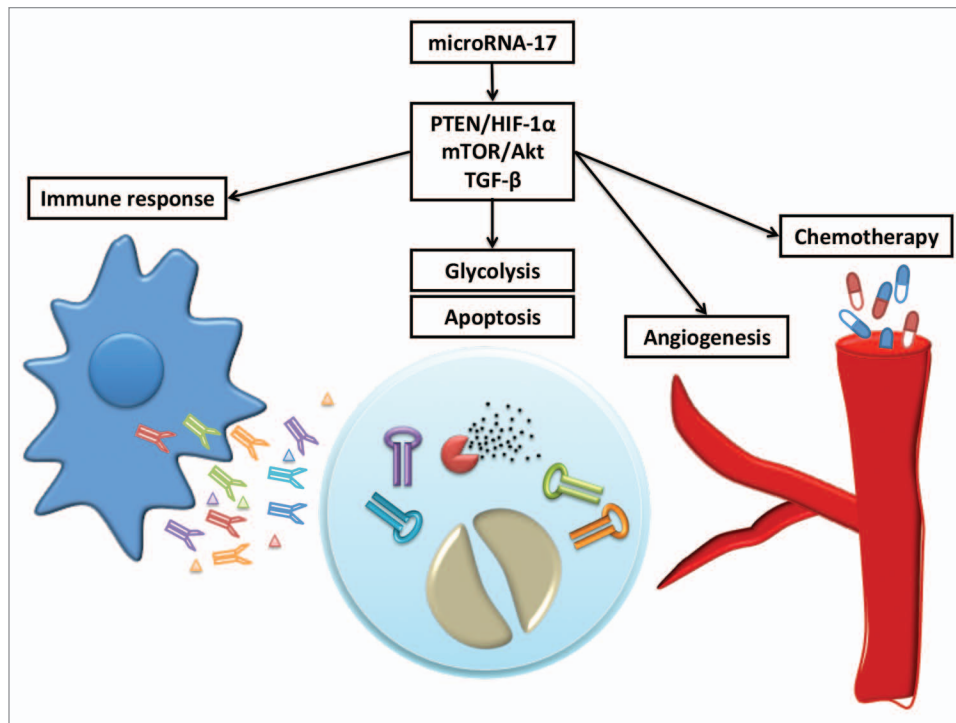 microRNA-17
PTEN/HIF-1α
mTOR/Akt
TGF-β
Immune response
Chemotherapy
Glycolysis
Apoptosis
Angiogenesis